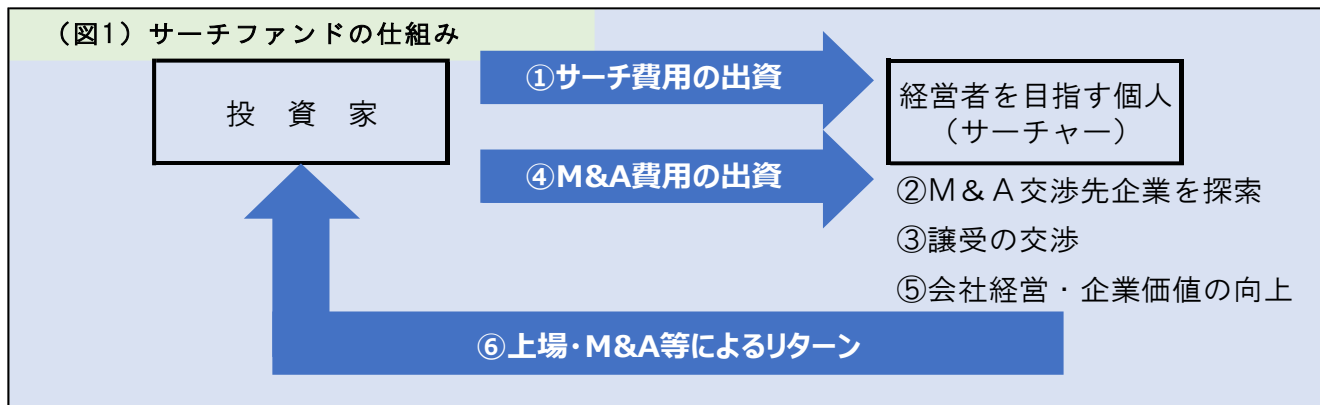 （図1）サーチファンドの仕組み
投　資　家
①サーチ費用の出資
経営者を目指す個人
（サーチャー）
④M&A費用の出資
②Ｍ＆Ａ交渉先企業を探索
③譲受の交渉
⑤会社経営・企業価値の向上
⑥上場・M&A等によるリターン